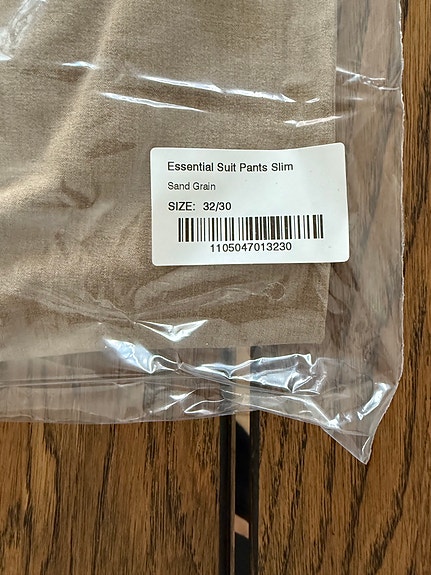 Essential Suit Pants Slim
Sand Grain
SIZE: 32/30
1105047013230